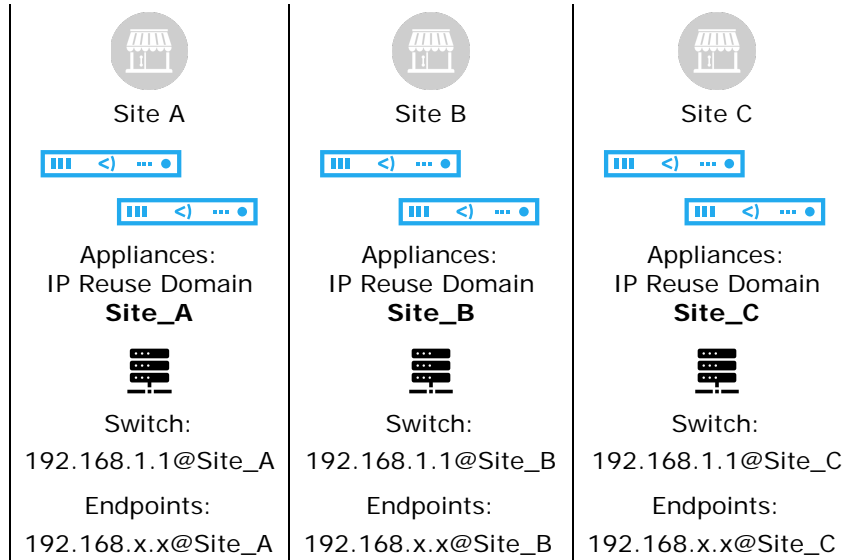 Site A
Appliances:
IP Reuse Domain
Site_A
Switch:
192.168.1.1@Site_A
Endpoints:
192.168.x.x@Site_A
Site B
Appliances:
IP Reuse Domain
Site_B
Switch:
192.168.1.1@Site_B
Endpoints:
192.168.x.x@Site_B
Site C
Appliances:
IP Reuse Domain
Site_C
Switch:
192.168.1.1@Site_C
Endpoints:
192.168.x.x@Site_C